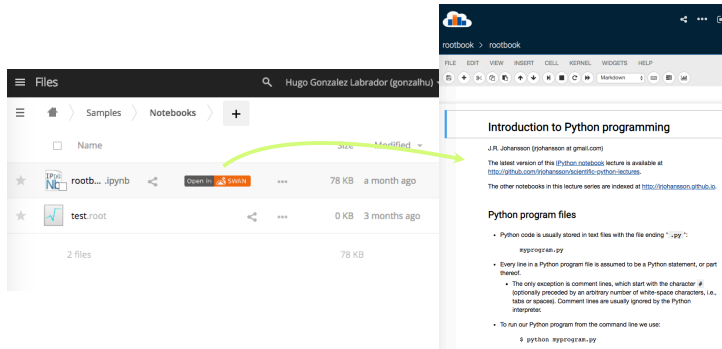 Files
Hugo Gonzalez Labrador (gonzalhu)
Samples
Notebooks
+
Name
Size
Modified
rootb... .ipynb
Open in SWAN
78 KB
a month ago
test.root
0 KB
3 months ago
2 files
78 KB
rootbook > rootbook
FILE EDIT VIEW INSERT CELL KERNEL WIDGETS HELP
Markdown
Introduction to Python programming
J.R. Johansson (jrjohansson at gmail.com)
The latest version of this IPython notebook lecture is available at
http://github.com/jrjohansson/scientific-python-lectures.
The other notebooks in this lecture series are indexed at http://jrjohansson.github.io.
Python program files
• Python code is usually stored in text files with the file ending " .py ":
myprogram.py
• Every line in a Python program file is assumed to be a Python statement, or part
thereof.
• The only exception is comment lines, which start with the character #
(optionally preceded by an arbitrary number of white-space characters, i.e.,
tabs or spaces). Comment lines are usually ignored by the Python
interpreter.
• To run our Python program from the command line we use:
$ python myprogram.py